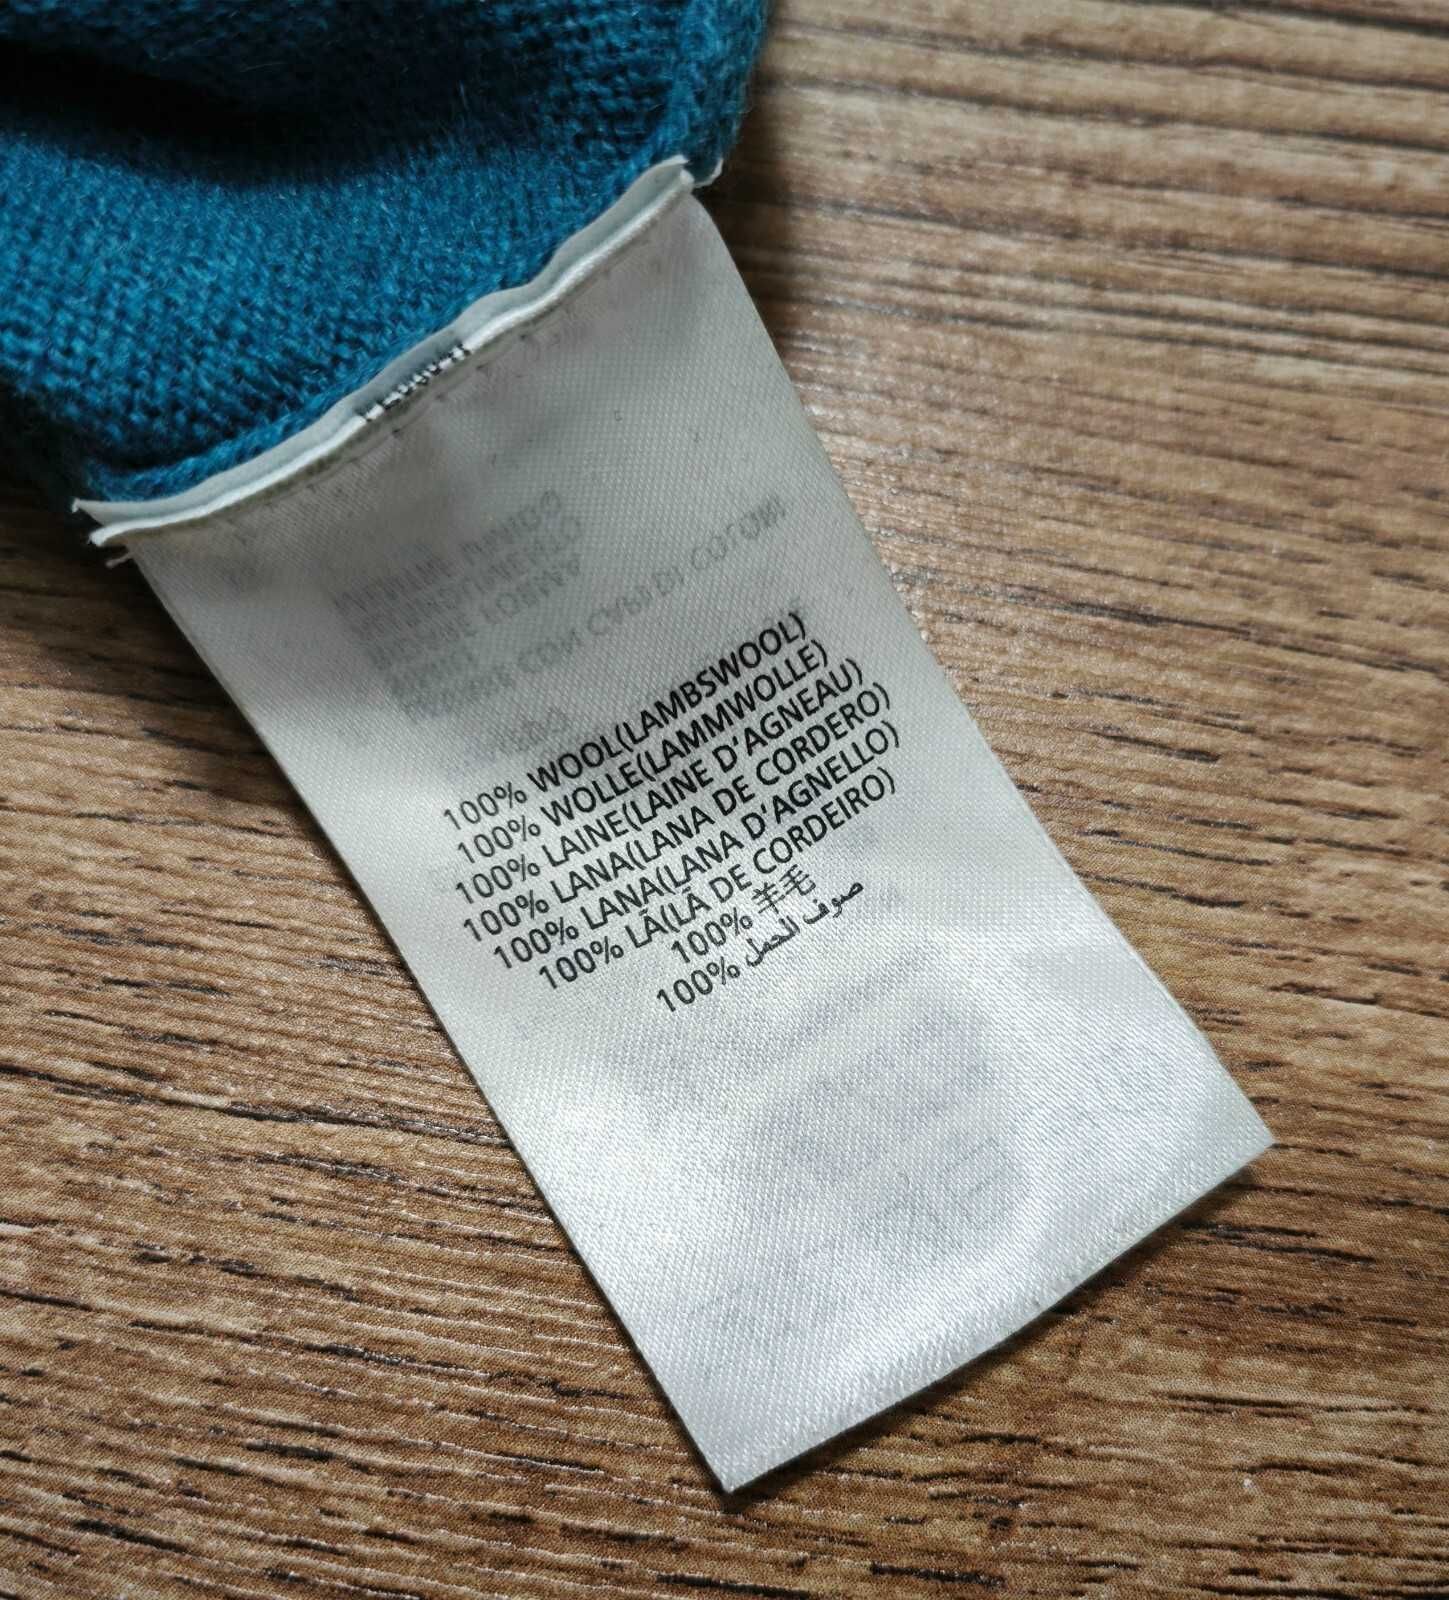 100% WOOL(LAMBSWOOL)
100% WOLLE(LAMMWOLLE)
100% LAINE(LAINE D'AGNEAU)
100% LANA(LANA DE CORDERO)
100% LANA(LANA D'AGNELLO)
100% LÃ(LÃ DE CORDEIRO)
100% 羊毛
100% صوف الحمل